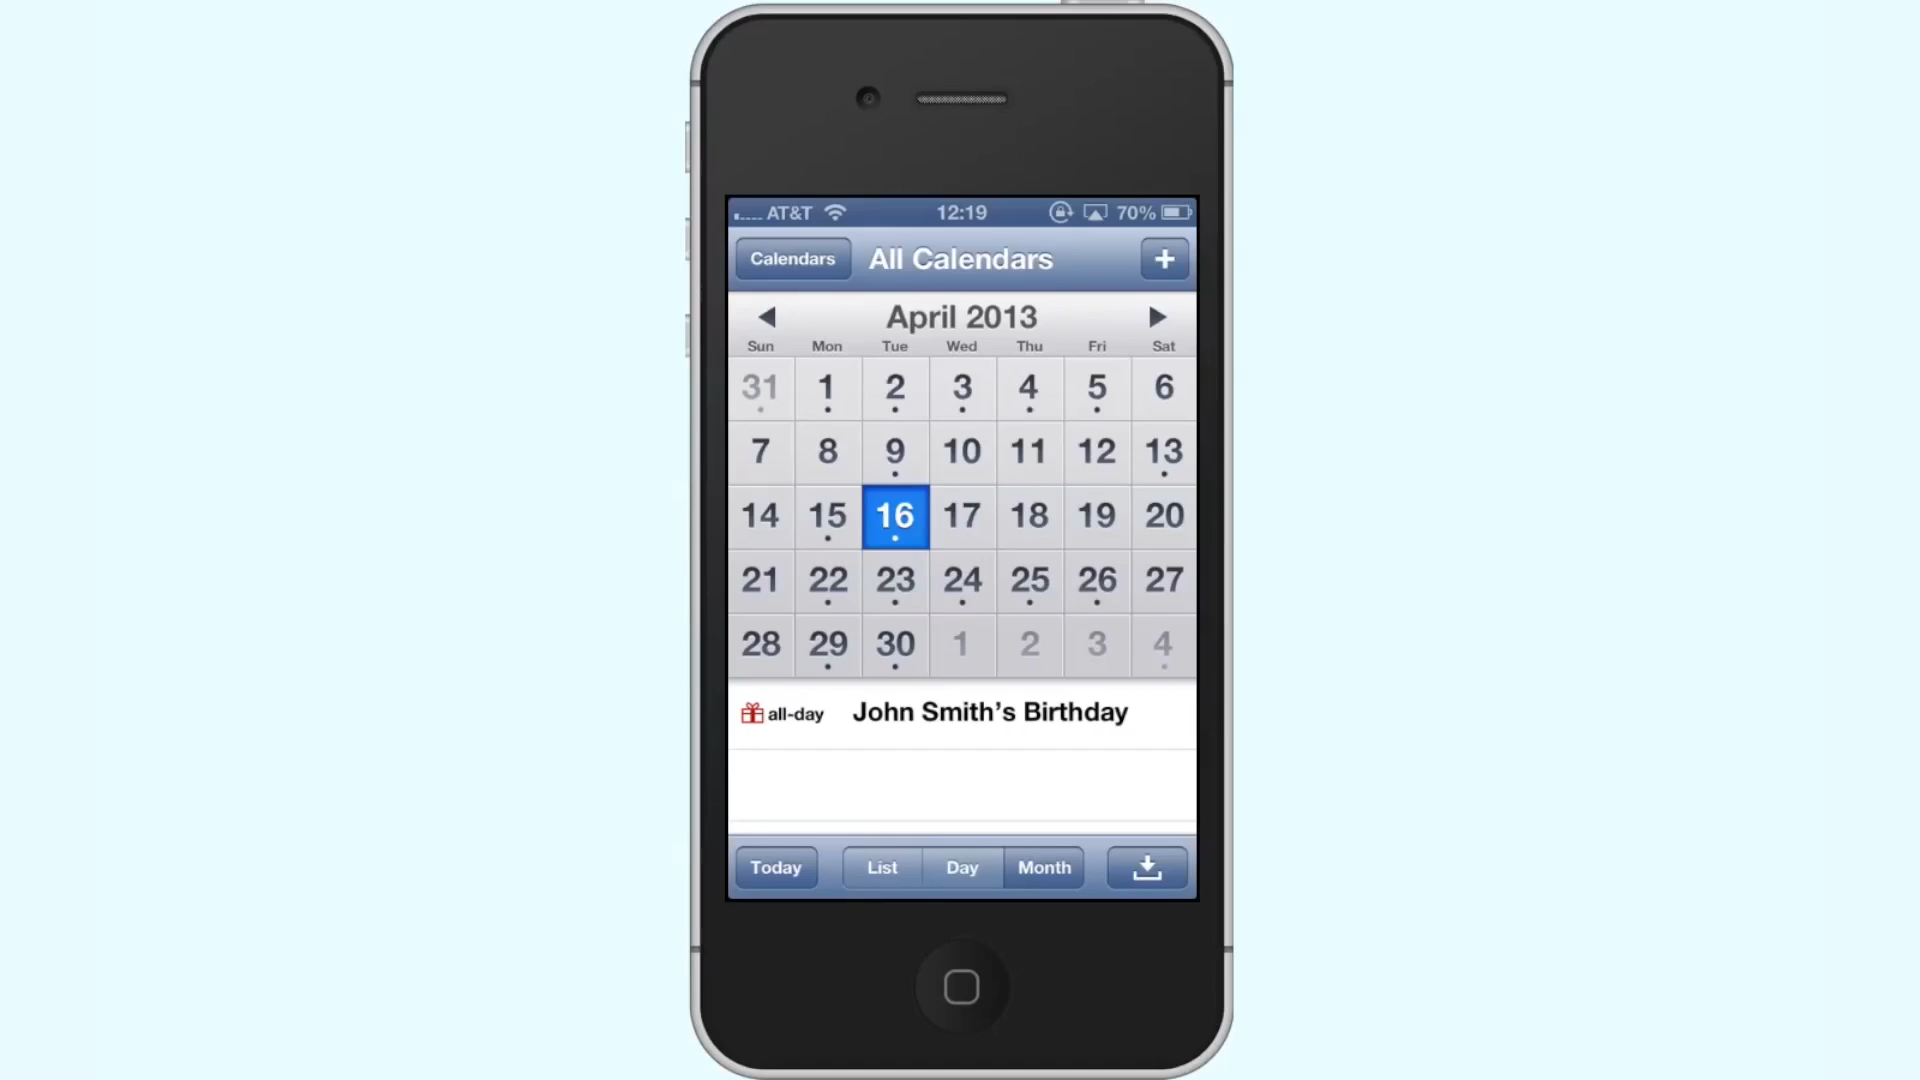 AT&T 12:19 70%
Calendars All Calendars +
April 2013
Sun Mon Tue Wed Thu Fri Sat
31 1 2 3 4 5 6
7 8 9 10 11 12 13
14 15 16 17 18 19 20
21 22 23 24 25 26 27
28 29 30 1 2 3 4
all-day John Smith’s Birthday
Today List Day Month